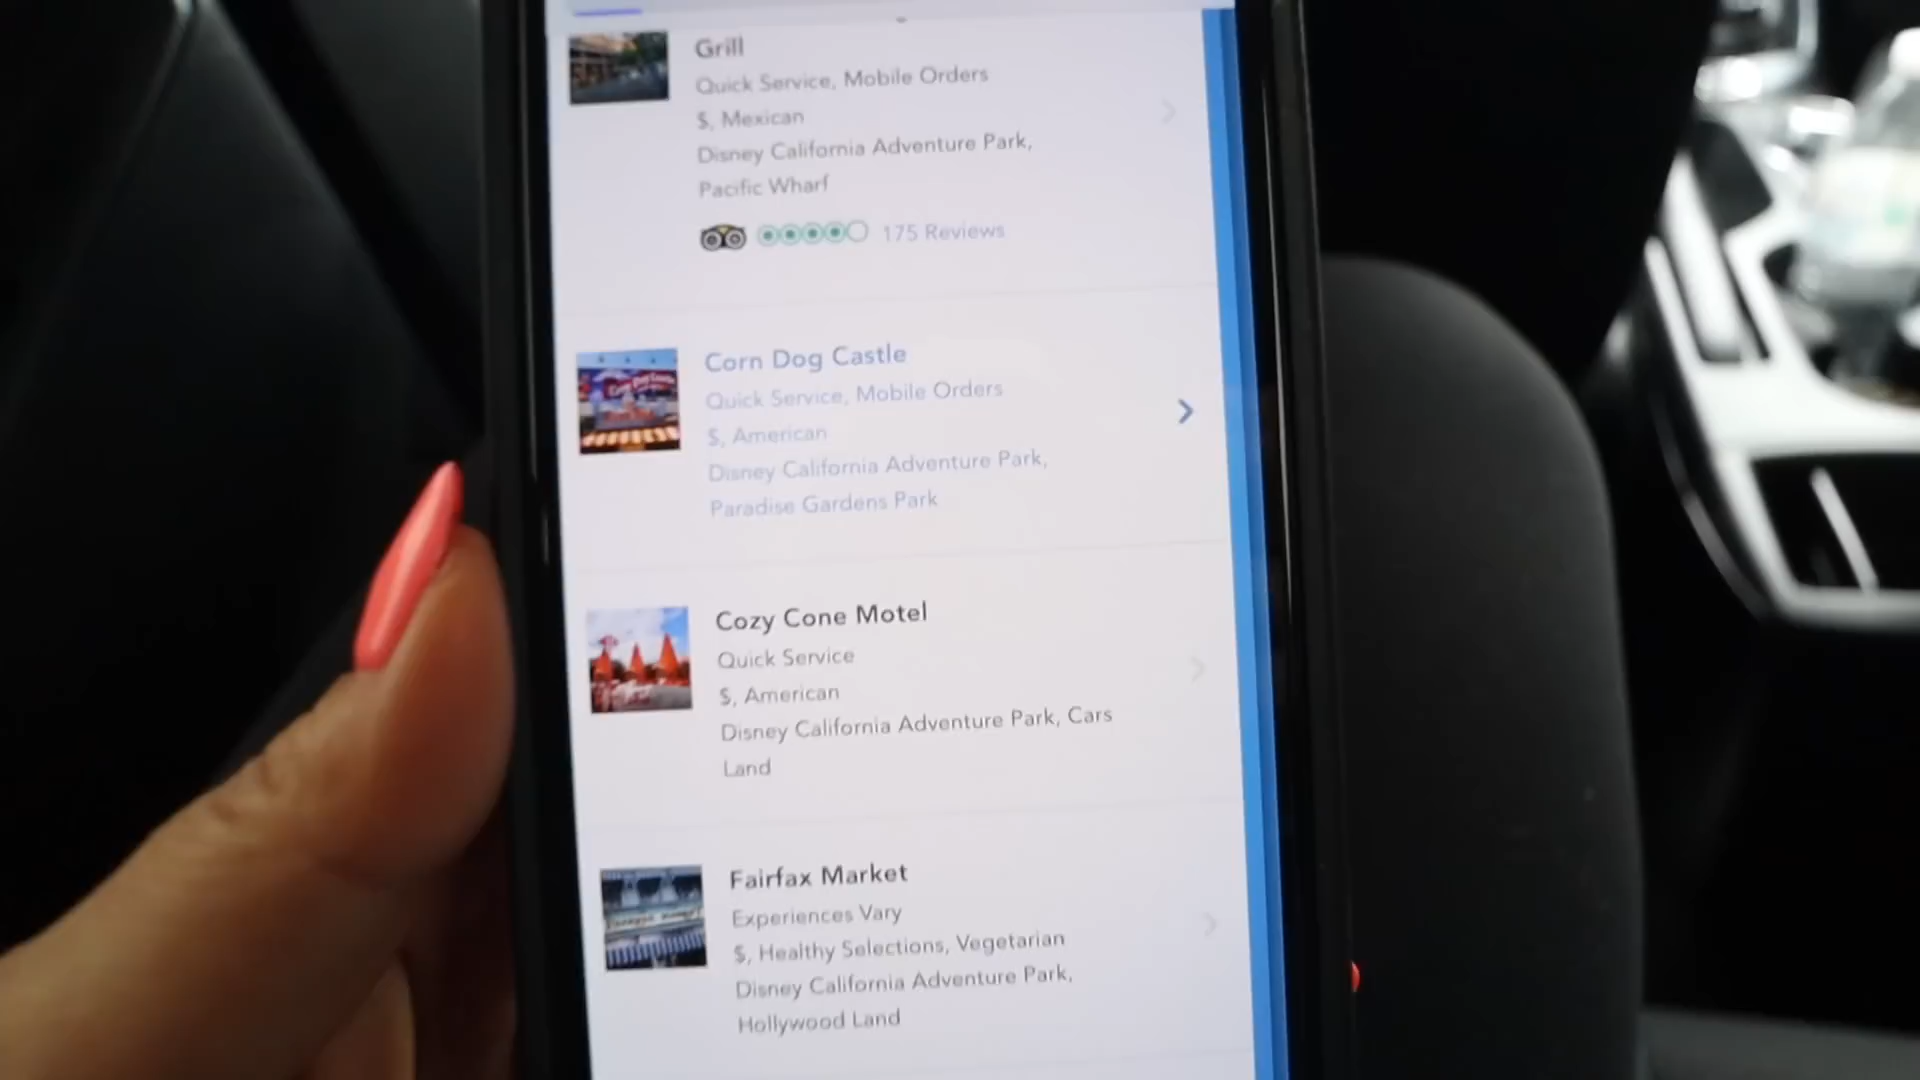 Grill
Quick Service, Mobile Orders
$, Mexican
Disney California Adventure Park,
Pacific Wharf
175 Reviews
Corn Dog Castle
Quick Service, Mobile Orders
$, American
Disney California Adventure Park,
Paradise Gardens Park
Cozy Cone Motel
Quick Service
$, American
Disney California Adventure Park, Cars
Land
Fairfax Market
Experiences Vary
$, Healthy Selections, Vegetarian
Disney California Adventure Park,
Hollywood Land